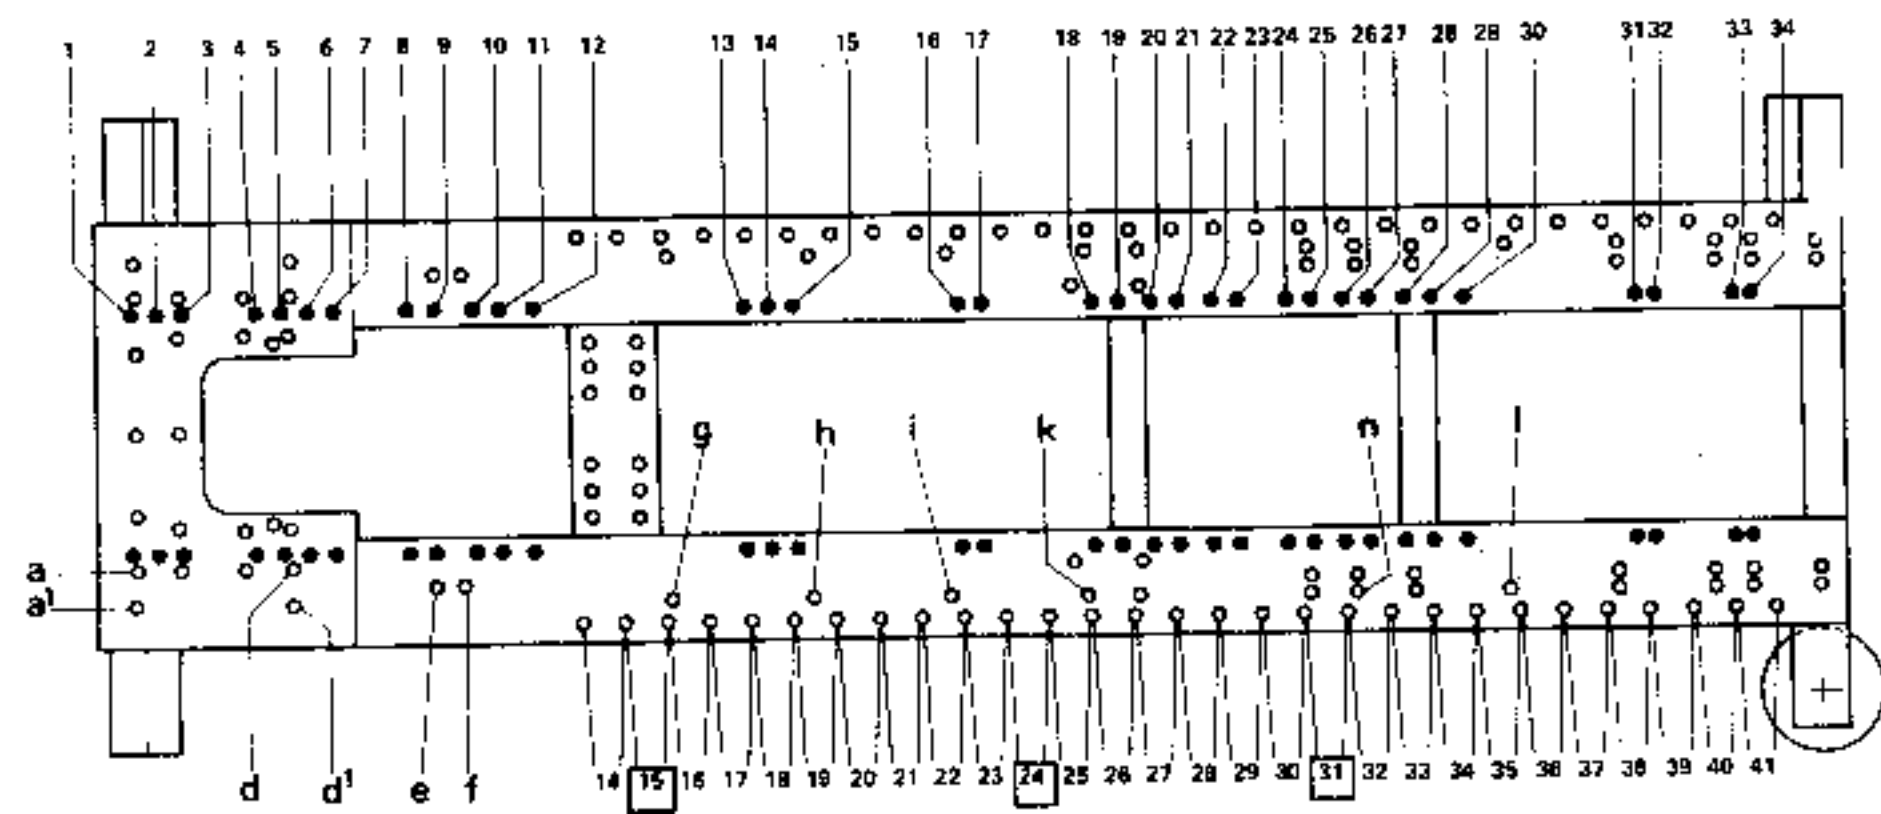 1 2 3 4 5 6 7 8 9 10 11 12 13 14 15 16 17 18 19 20 21 22 23 24 25 26 27 28 29 30 31 32 33 34
g h i k n l
a
a¹
d d¹ e f
14 15 16 17 18 19 20 21 22 23 24 25 26 27 28 29 30 31 32 33 34 35 36 37 38 39 40 41